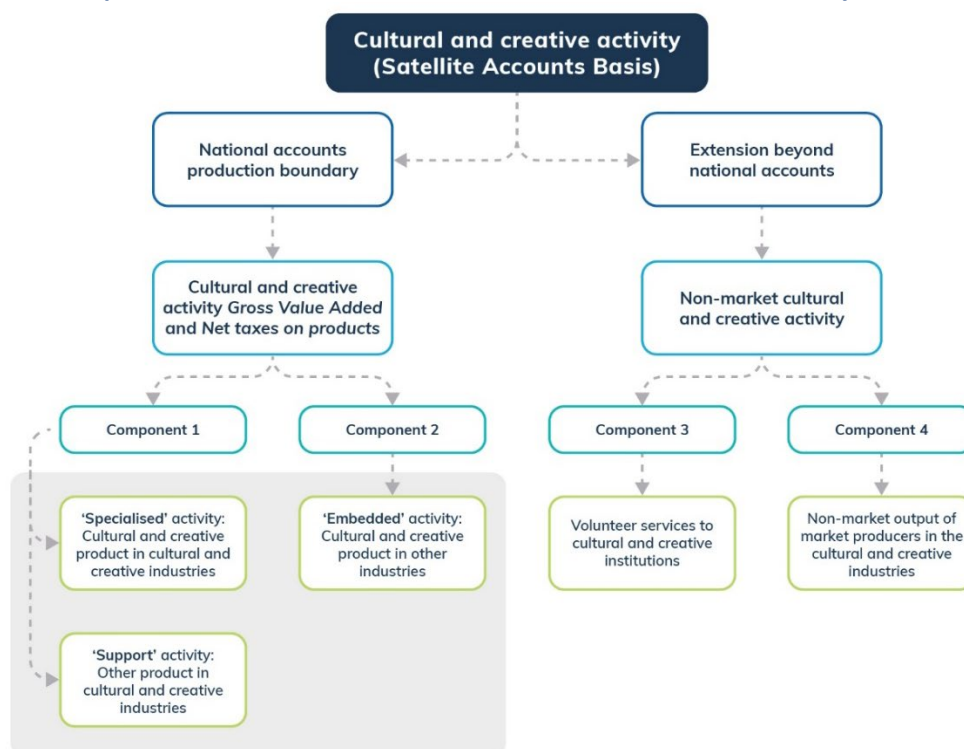 Cultural and creative activity
(Satellite Accounts Basis)
National accounts
production boundary
Extension beyond
national accounts
Cultural and creative
activity Gross Value Added
and Net taxes on products
Non-market cultural
and creative activity
Component 1
Component 2
Component 3
Component 4
‘Specialised’ activity:
Cultural and creative
product in cultural and
creative industries
‘Embedded’ activity:
Cultural and creative
product in other
industries
Volunteer services to
cultural and creative
institutions
Non-market output of
market producers in the
cultural and creative
industries
‘Support’ activity:
Other product in
cultural and creative
industries